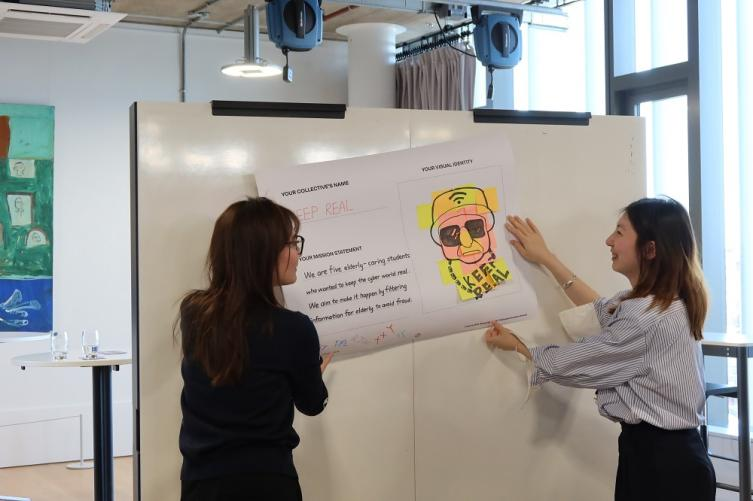 YOUR COLLECTIVE'S NAME
EEP REAL
YOUR MISSION STATEMENT
We are five elderly-caring students
who wanted to keep the cyber world real.
We aim to make it happen by filtering
information for elderly to avoid fraud.
YOUR VISUAL IDENTITY
KEEP
REAL